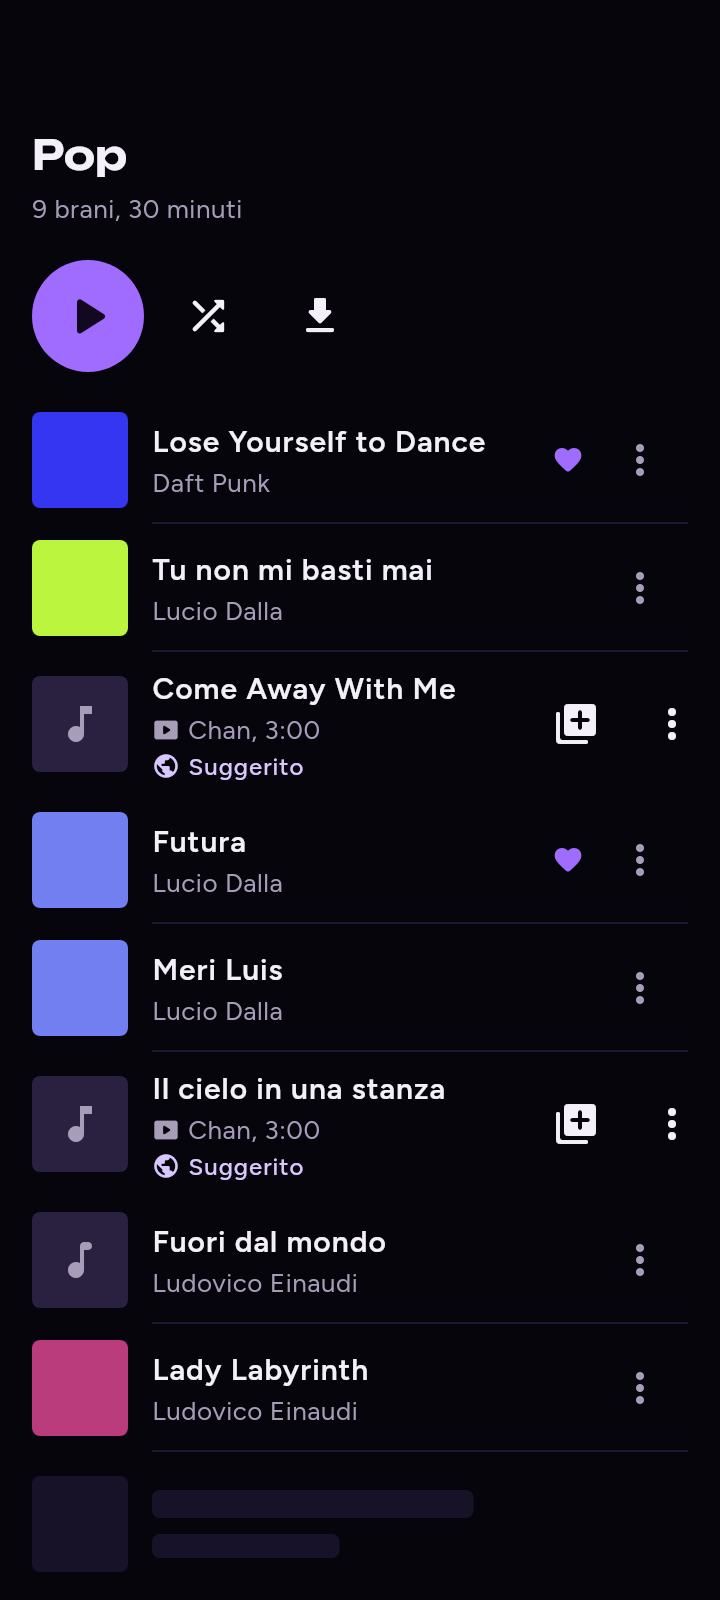 Pop
9 brani, 30 minuti
Lose Yourself to Dance
Daft Punk
Tu non mi basti mai
Lucio Dalla
Come Away With Me
Chan, 3:00
Suggerito
Futura
Lucio Dalla
Meri Luis
Lucio Dalla
Il cielo in una stanza
Chan, 3:00
Suggerito
Fuori dal mondo
Ludovico Einaudi
Lady Labyrinth
Ludovico Einaudi